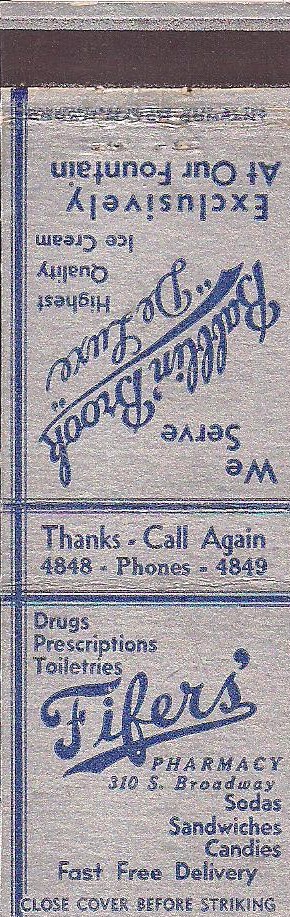 We
Serve
Babblin' Brook
"De Luxe"
Highest
Quality
Ice Cream
Exclusively
At Our Fountain
Thanks - Call Again
4848 - Phones - 4849
Drugs
Prescriptions
Toiletries
Fifers'
PHARMACY
310 S. Broadway
Sodas
Sandwiches
Candies
Fast Free Delivery
CLOSE COVER BEFORE STRIKING